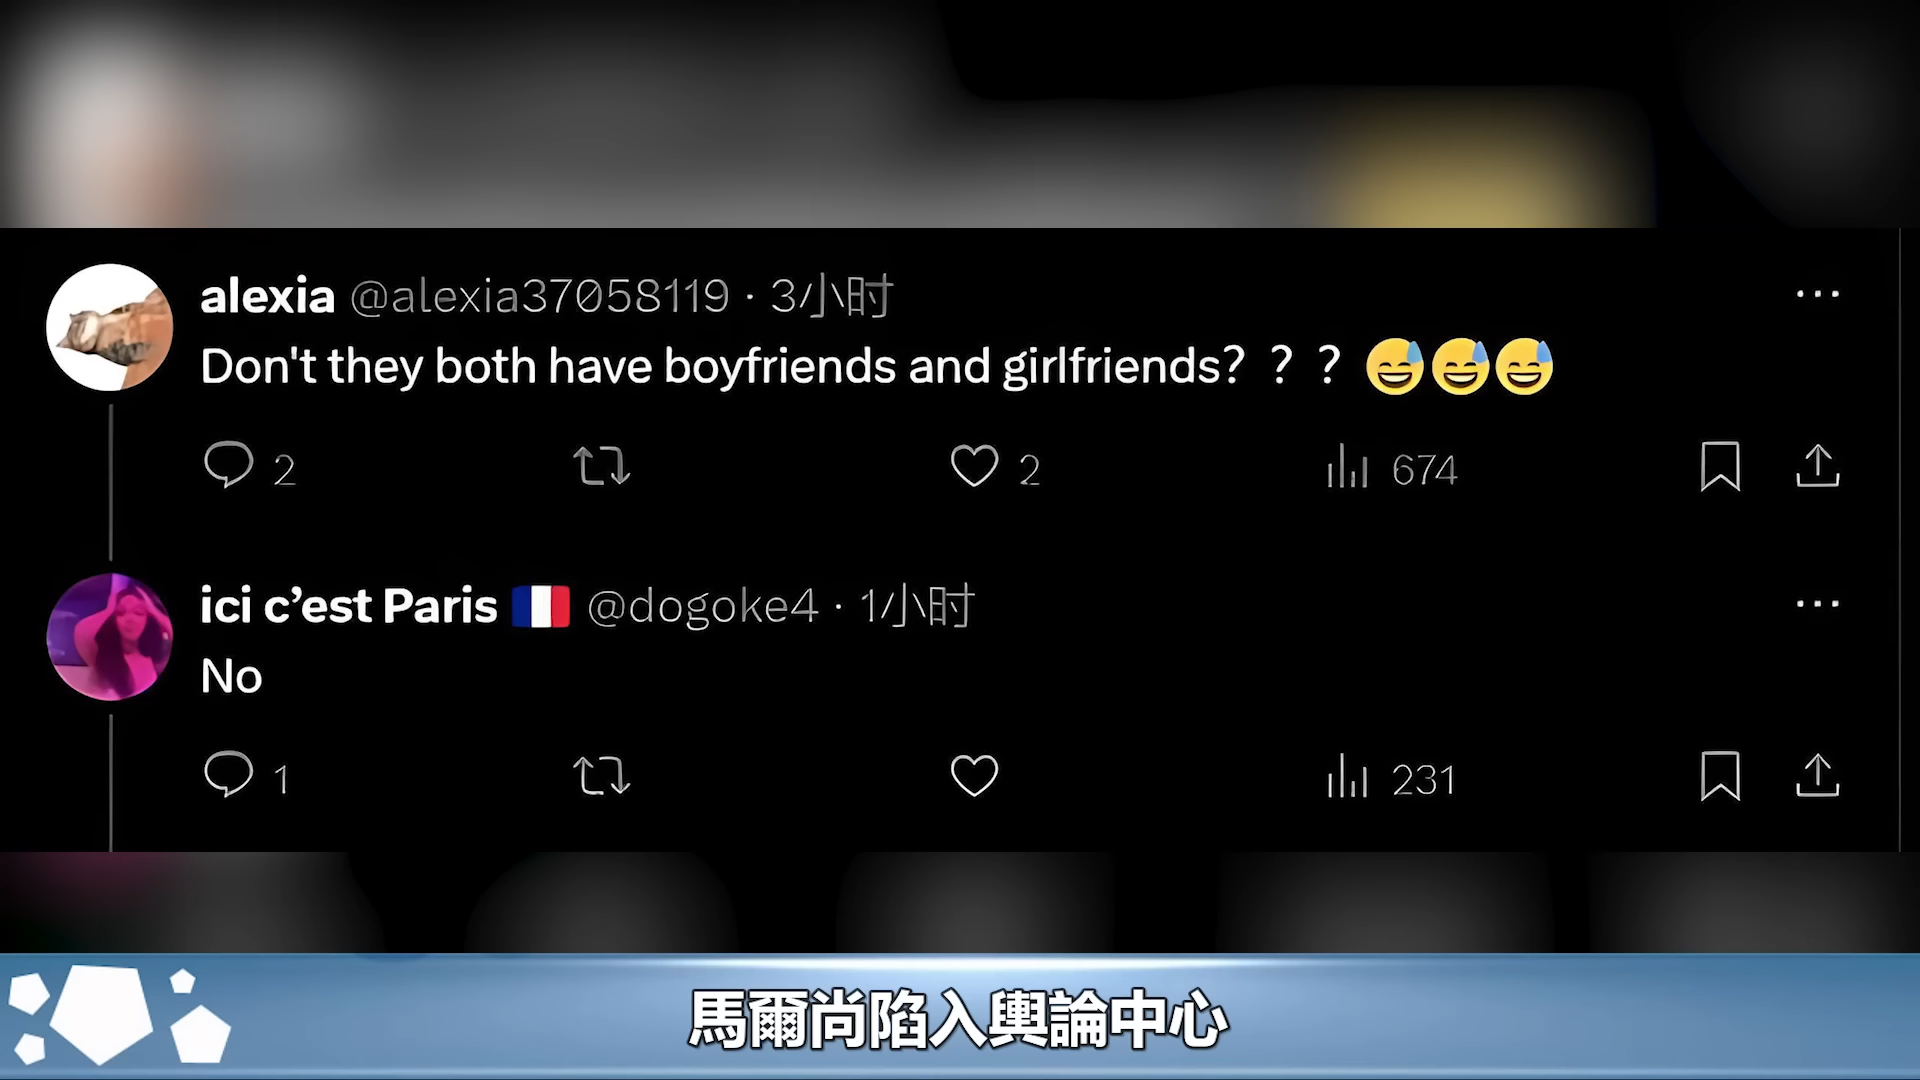 alexia @alexia37058119 · 3小时
Don't they both have boyfriends and girlfriends？？？ 😅😅😅
2 2 674
ici c’est Paris 🇫🇷 @dogoke4 · 1小时
No
1 231
馬爾尚陷入輿論中心